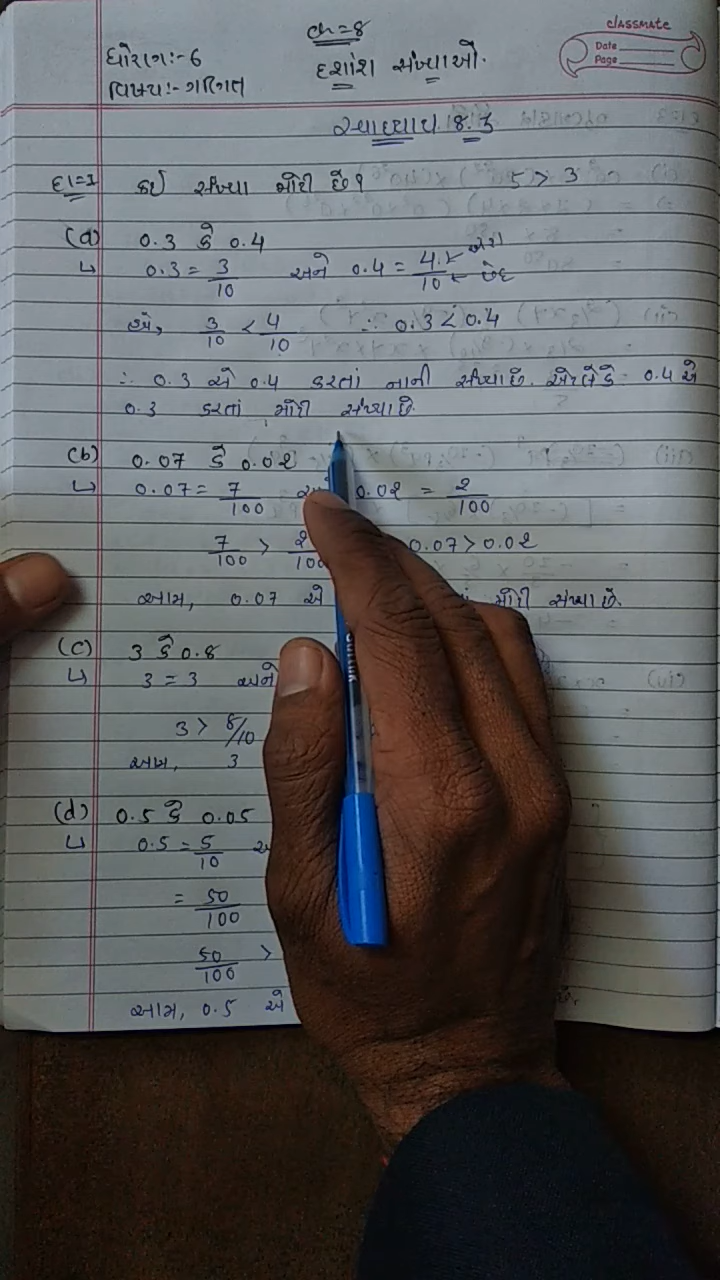 ch=8
classmate
Date
Page
ધોરણ:- 6
દશાંશ સંખ્યાઓ.
વિષય:- ગણિત
સ્વાધ્યાય 8.3
દા=1 કઈ સંખ્યા મોટી છે? 5 > 3
(a) 0.3 કે 0.4
↳ 0.3 = 3/10 અને 0.4 = 4/10 ← છેદ
3/10 < 4/10 ∴ 0.3 < 0.4
∴ 0.3 એ 0.4 કરતાં નાની સંખ્યા છે. એટલેકે 0.4 એ
0.3 કરતાં મોટી સંખ્યા છે.
(b) 0.07 કે 0.02
↳ 0.07 = 7/100 0.02 = 2/100
7/100 > 2/100 0.07 > 0.02
આમ, 0.07 એ મોટી સંખ્યા છે.
(c) 3 કે 0.8
↳ 3 = 3 અને
3 > 8/10
આમ, 3
(d) 0.5 કે 0.05
↳ 0.5 = 5/10
= 50/100
50/100 >
આમ, 0.5 એ